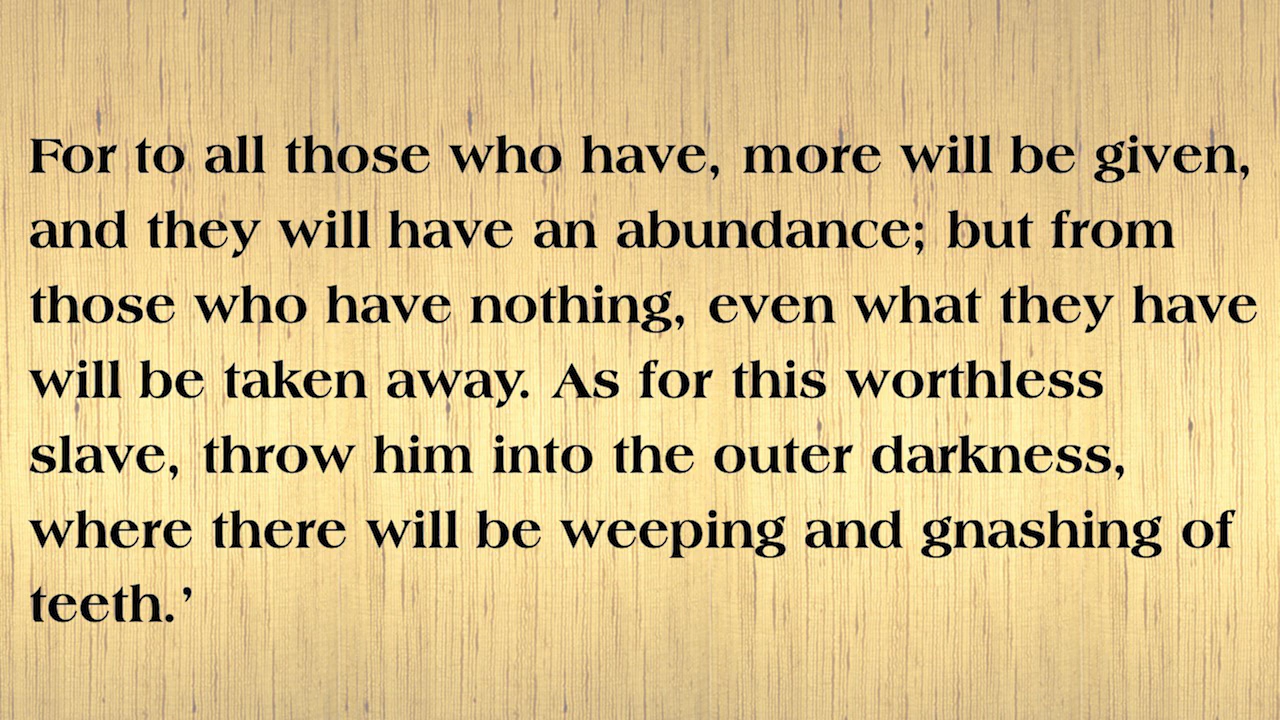 For to all those who have, more will be given,
and they will have an abundance; but from
those who have nothing, even what they have
will be taken away. As for this worthless
slave, throw him into the outer darkness,
where there will be weeping and gnashing of
teeth.’